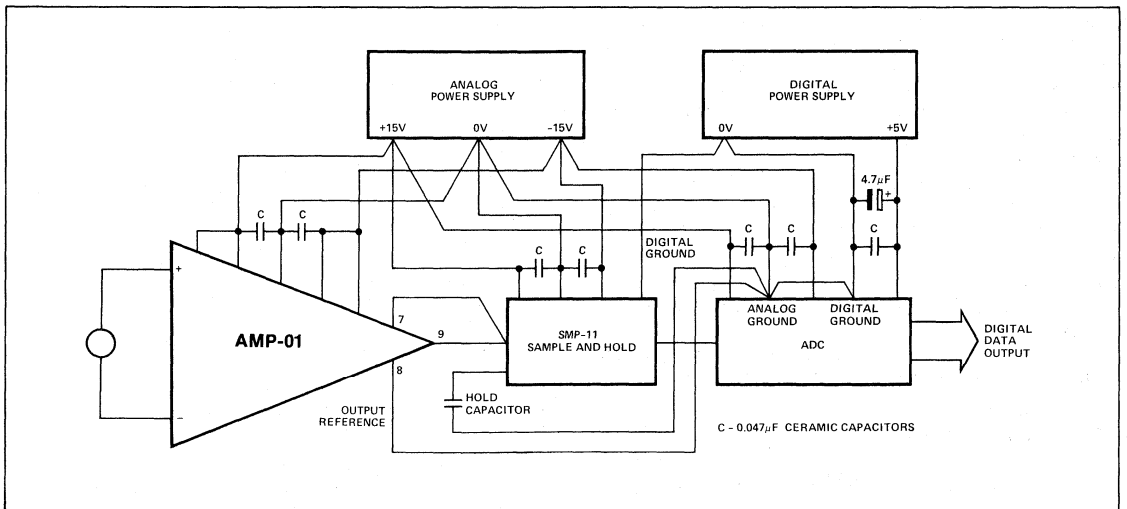 ANALOG
POWER SUPPLY
+15V 0V -15V
DIGITAL
POWER SUPPLY
0V +5V
4.7µF
+
C C
C C
DIGITAL
GROUND
C C
C
+
-
AMP-01
7
9
8
OUTPUT
REFERENCE
SMP-11
SAMPLE AND HOLD
HOLD
CAPACITOR
ANALOG
GROUND
DIGITAL
GROUND
ADC
DIGITAL
DATA
OUTPUT
C - 0.047µF CERAMIC CAPACITORS